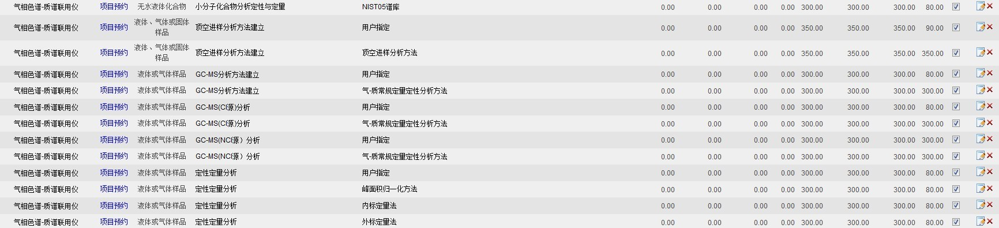 气相色谱-质谱联用仪 项目预约 无水液体化合物 小分子化合物分析定性与定量 NIST05谱库 0.00 0.00 0.00 0.00 300.00 300.00 300.00 80.00
气相色谱-质谱联用仪 项目预约 液体、气体或固体样品 顶空进样分析方法建立 用户指定 0.00 0.00 0.00 0.00 350.00 350.00 350.00 90.00
气相色谱-质谱联用仪 项目预约 液体、气体或固体样品 顶空进样分析方法建立 顶空进样分析方法 0.00 0.00 0.00 0.00 350.00 350.00 350.00 350.00
气相色谱-质谱联用仪 项目预约 液体或气体样品 GC-MS分析方法建立 用户指定 0.00 0.00 0.00 0.00 300.00 300.00 300.00 80.00
气相色谱-质谱联用仪 项目预约 液体或气体样品 GC-MS分析方法建立 气-质常规定量定性分析方法 0.00 0.00 0.00 0.00 300.00 300.00 300.00 300.00
气相色谱-质谱联用仪 项目预约 液体或气体样品 GC-MS(CI源)分析 用户指定 0.00 0.00 0.00 0.00 300.00 300.00 300.00 80.00
气相色谱-质谱联用仪 项目预约 液体或气体样品 GC-MS(CI源)分析 气-质常规定量定性分析方法 0.00 0.00 0.00 0.00 300.00 300.00 300.00 300.00
气相色谱-质谱联用仪 项目预约 液体或气体样品 GC-MS(NCI源）分析 用户指定 0.00 0.00 0.00 0.00 300.00 300.00 300.00 300.00
气相色谱-质谱联用仪 项目预约 液体或气体样品 GC-MS(NCI源）分析 气-质常规定量定性分析方法 0.00 0.00 0.00 0.00 300.00 300.00 300.00 300.00
气相色谱-质谱联用仪 项目预约 液体或气体样品 定性定量分析 用户指定 0.00 0.00 0.00 0.00 300.00 300.00 300.00 80.00
气相色谱-质谱联用仪 项目预约 液体或气体样品 定性定量分析 峰面积归一化方法 0.00 0.00 0.00 0.00 300.00 300.00 300.00 80.00
气相色谱-质谱联用仪 项目预约 液体或气体样品 定性定量分析 内标定量法 0.00 0.00 0.00 0.00 300.00 300.00 300.00 80.00
气相色谱-质谱联用仪 项目预约 液体或气体样品 定性定量分析 外标定量法 0.00 0.00 0.00 0.00 300.00 300.00 300.00 80.00